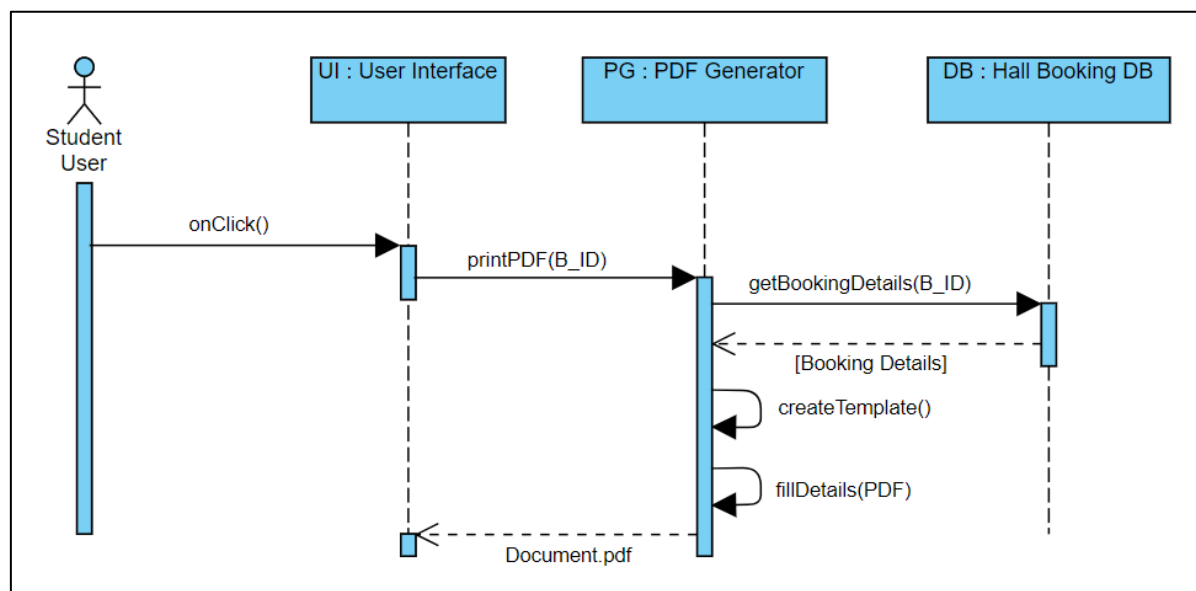 UI : User Interface
PG : PDF Generator
DB : Hall Booking DB
Student
User
onClick()
printPDF(B_ID)
getBookingDetails(B_ID)
[Booking Details]
createTemplate()
fillDetails(PDF)
Document.pdf